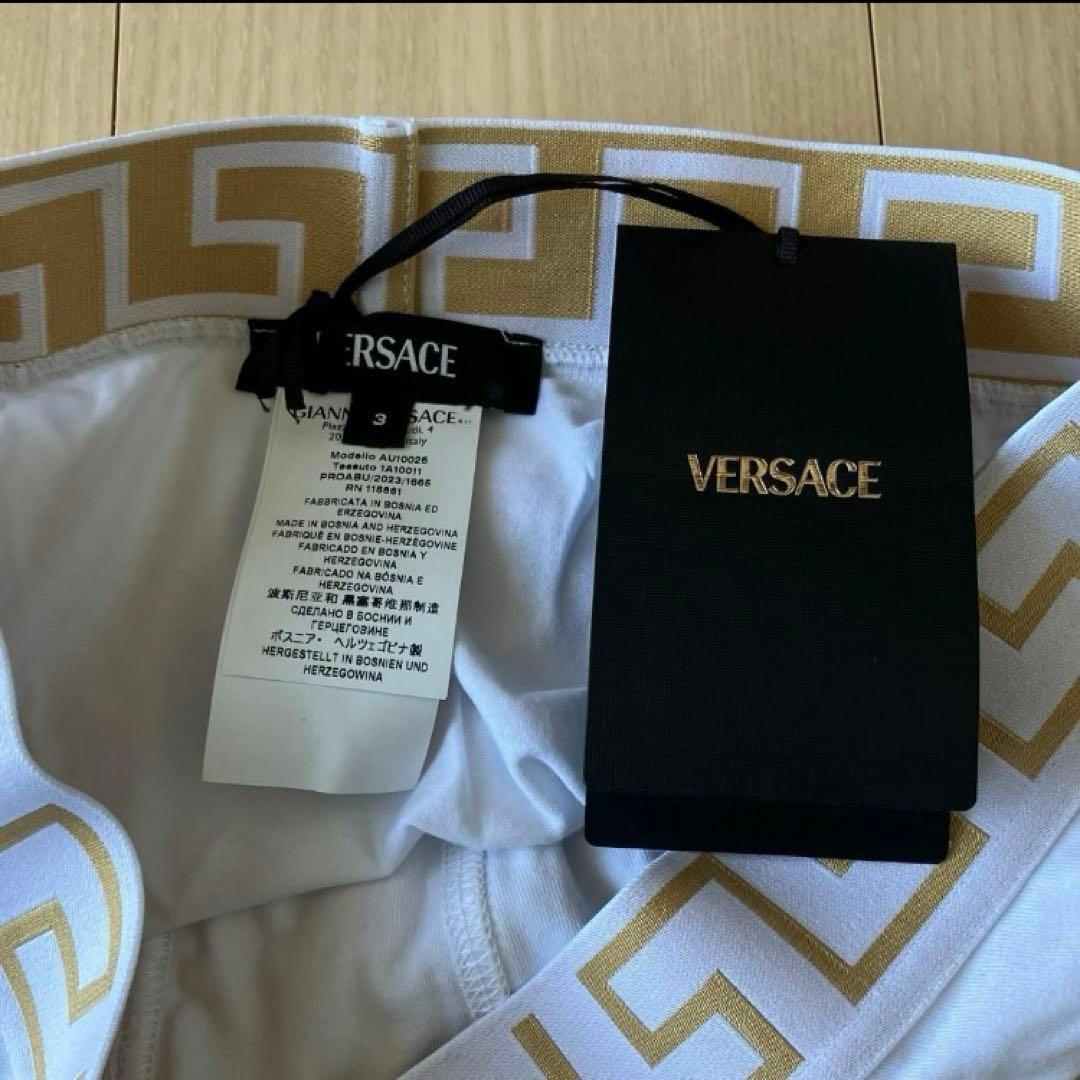 ERSACE
3
GIANN SACE S.r.l.
Modello AU10026
Tessuto 1A10011
PROABU/2023/1665
RN 118861
FABBRICATA IN BOSNIA ED
ERZEGOVINA
MADE IN BOSNIA AND HERZEGOVINA
FABRIQUÉ EN BOSNIE-HERZÉGOVINE
FABRICADO EN BOSNIA Y
HERZEGOVINA
FABRICADO NA BÓSNIA E
HERZEGOVINA
波斯尼亚和 黑塞哥维那制造
СДЕЛАНО В БОСНИИ И
ГЕРЦЕГОВИНЕ
ボスニア・ ヘルツェゴビナ製
HERGESTELLT IN BOSNIEN UND
HERZEGOWINA
VERSACE